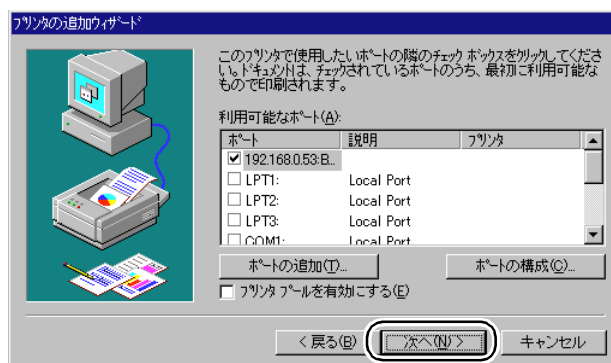 プリンタの追加ウィザード
このプリンタで使用したいポートの隣のチェック ボックスをクリックしてくださ
い。ドキュメントは、チェックされているポートのうち、最初に利用可能な
もので印刷されます。
利用可能なポート(A):
ポート 説明 プリンタ
192.168.0.53:B...
LPT1: Local Port
LPT2: Local Port
LPT3: Local Port
COM1: Local Port
ポートの追加(T)... ポートの構成(C)...
プリンタ プールを有効にする(E)
< 戻る(B) 次へ(N) > キャンセル